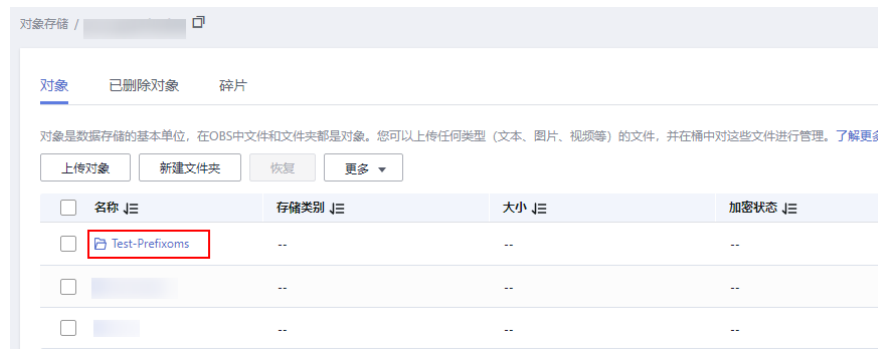 对象存储 /
对象 已删除对象 碎片
对象是数据存储的基本单位，在OBS中文件和文件夹都是对象。您可以上传任何类型（文本、图片、视频等）的文件，并在桶中对这些文件进行管理。了解更多
上传对象 新建文件夹 恢复 更多
名称 存储类别 大小 加密状态
Test-Prefixoms -- -- --
-- -- --
-- -- --